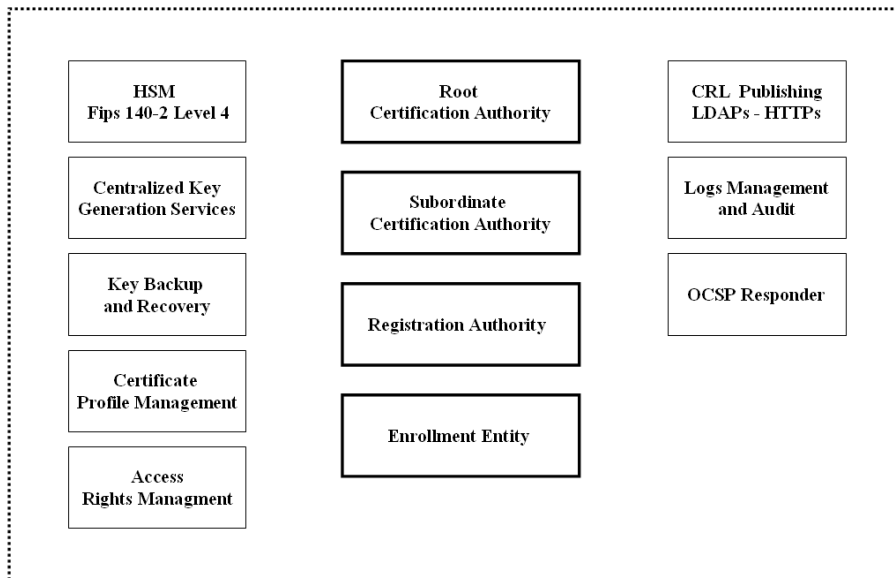 HSM
Fips 140-2 Level 4
Centralized Key
Generation Services
Key Backup
and Recovery
Certificate
Profile Management
Access
Rights Managment
Root
Certification Authority
Subordinate
Certification Authority
Registration Authority
Enrollment Entity
CRL Publishing
LDAPs - HTTPs
Logs Management
and Audit
OCSP Responder